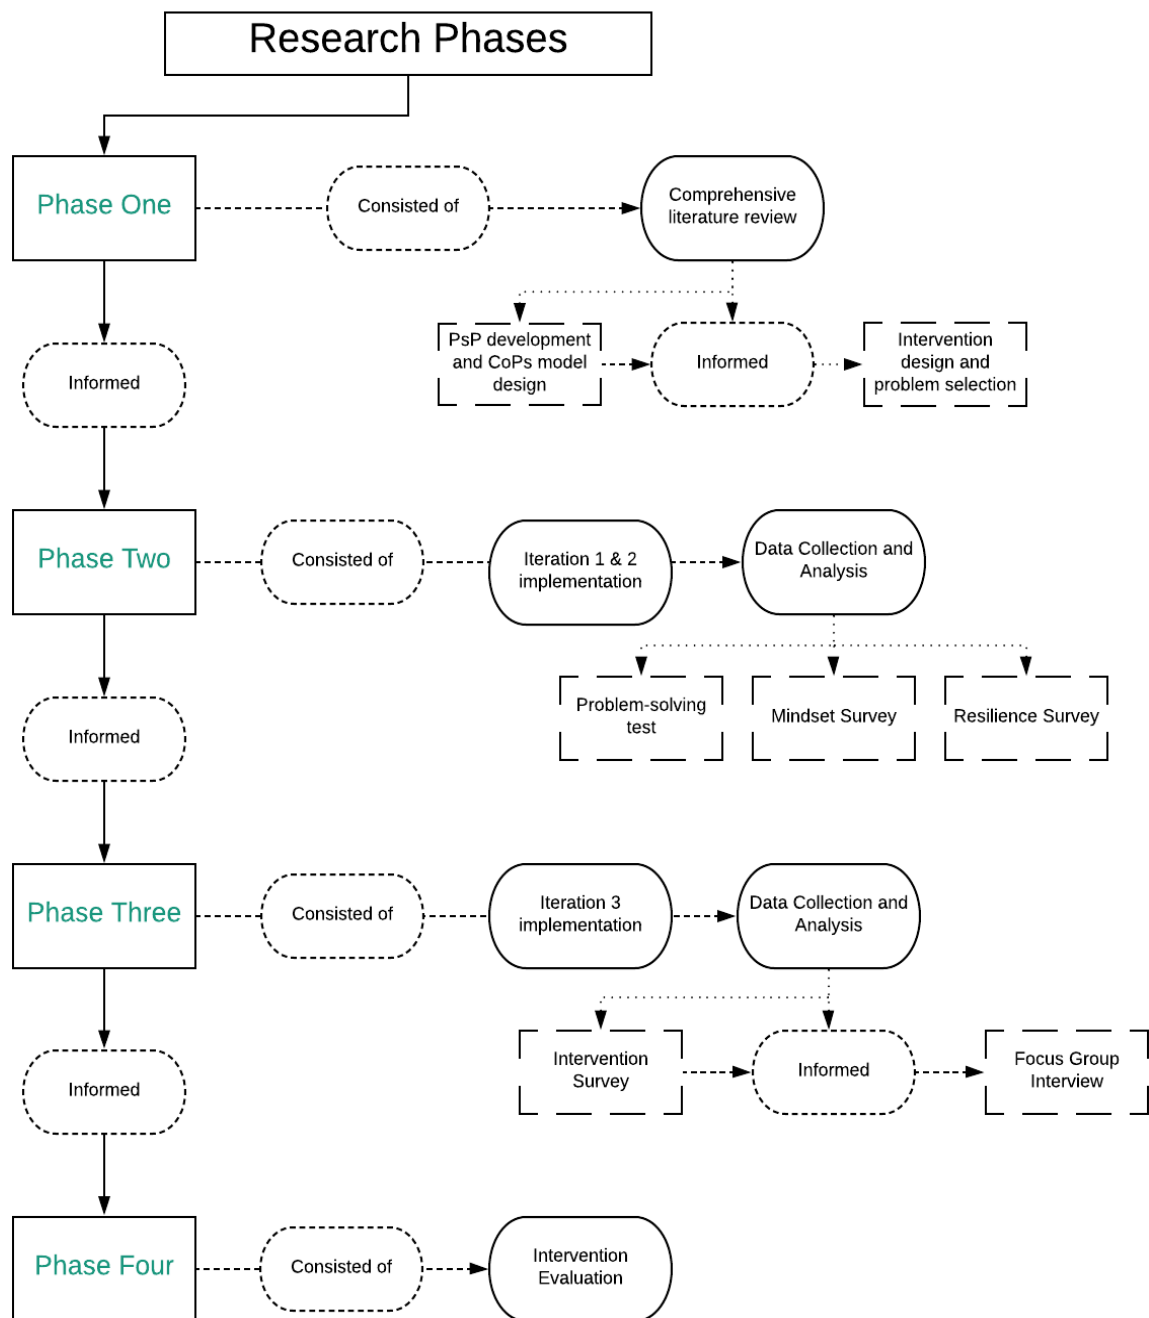 Research Phases
Phase One
Consisted of
Comprehensive
literature review
PsP development
and CoPs model
design
Informed
Intervention
design and
problem selection
Informed
Phase Two
Consisted of
Iteration 1 & 2
implementation
Data Collection and
Analysis
Problem-solving
test
Mindset Survey
Resilience Survey
Informed
Phase Three
Consisted of
Iteration 3
implementation
Data Collection and
Analysis
Intervention
Survey
Informed
Focus Group
Interview
Informed
Phase Four
Consisted of
Intervention
Evaluation